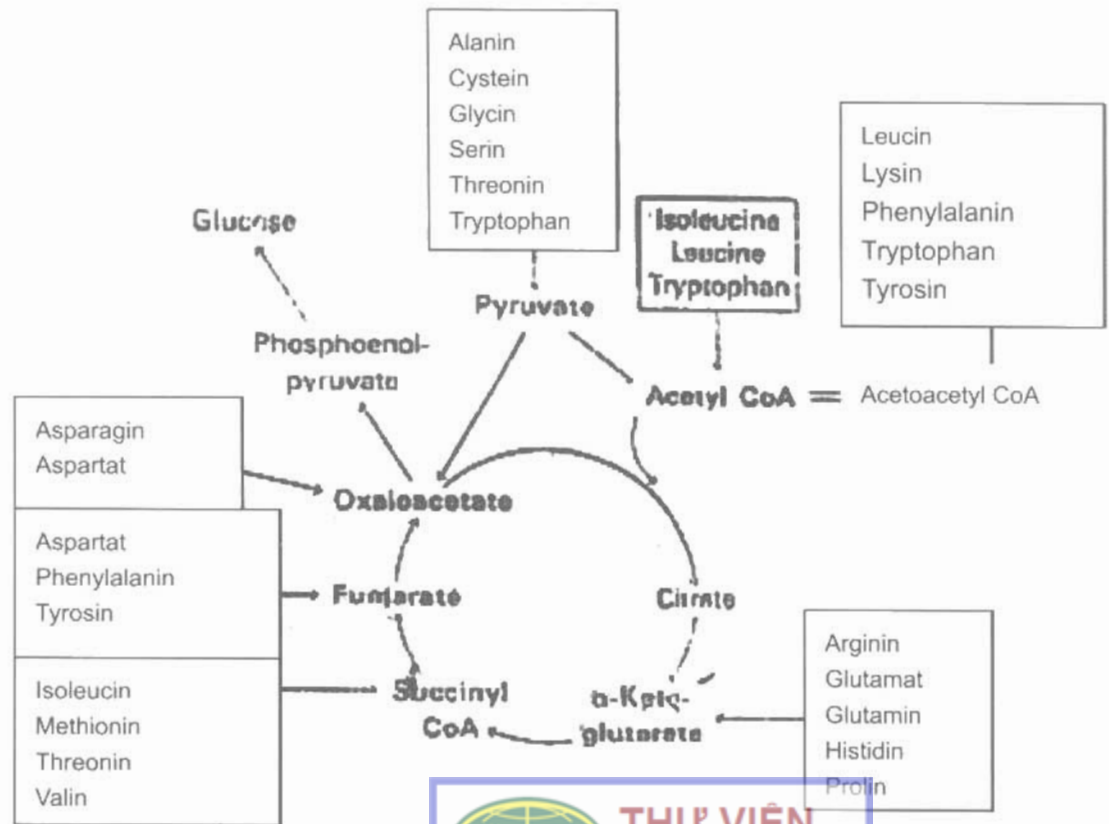 Alanin
Cystein
Glycin
Serin
Threonin
Tryptophan
Leucin
Lysin
Phenylalanin
Tryptophan
Tyrosin
Isoleucine
Leucine
Tryptophan
Glucose
Pyruvate
Phosphoenol-
pyruvate
Acetyl CoA
Acetoacetyl CoA
Asparagin
Aspartat
Oxaloacetate
Aspartat
Phenylalanin
Tyrosin
Fumarate
Citrate
Isoleucin
Methionin
Threonin
Valin
Succinyl
CoA
α-Keto-
glutarate
Arginin
Glutamat
Glutamin
Histidin
Prolin
THƯ VIỆN